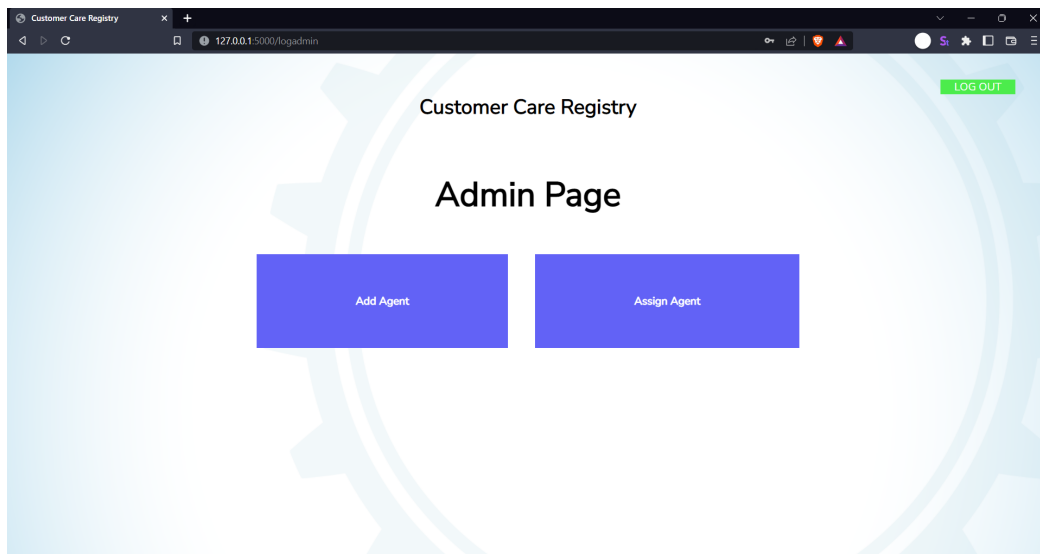 Customer Care Registry
127.0.0.1:5000/logadmin
St
LOG OUT
Customer Care Registry
Admin Page
Add Agent
Assign Agent